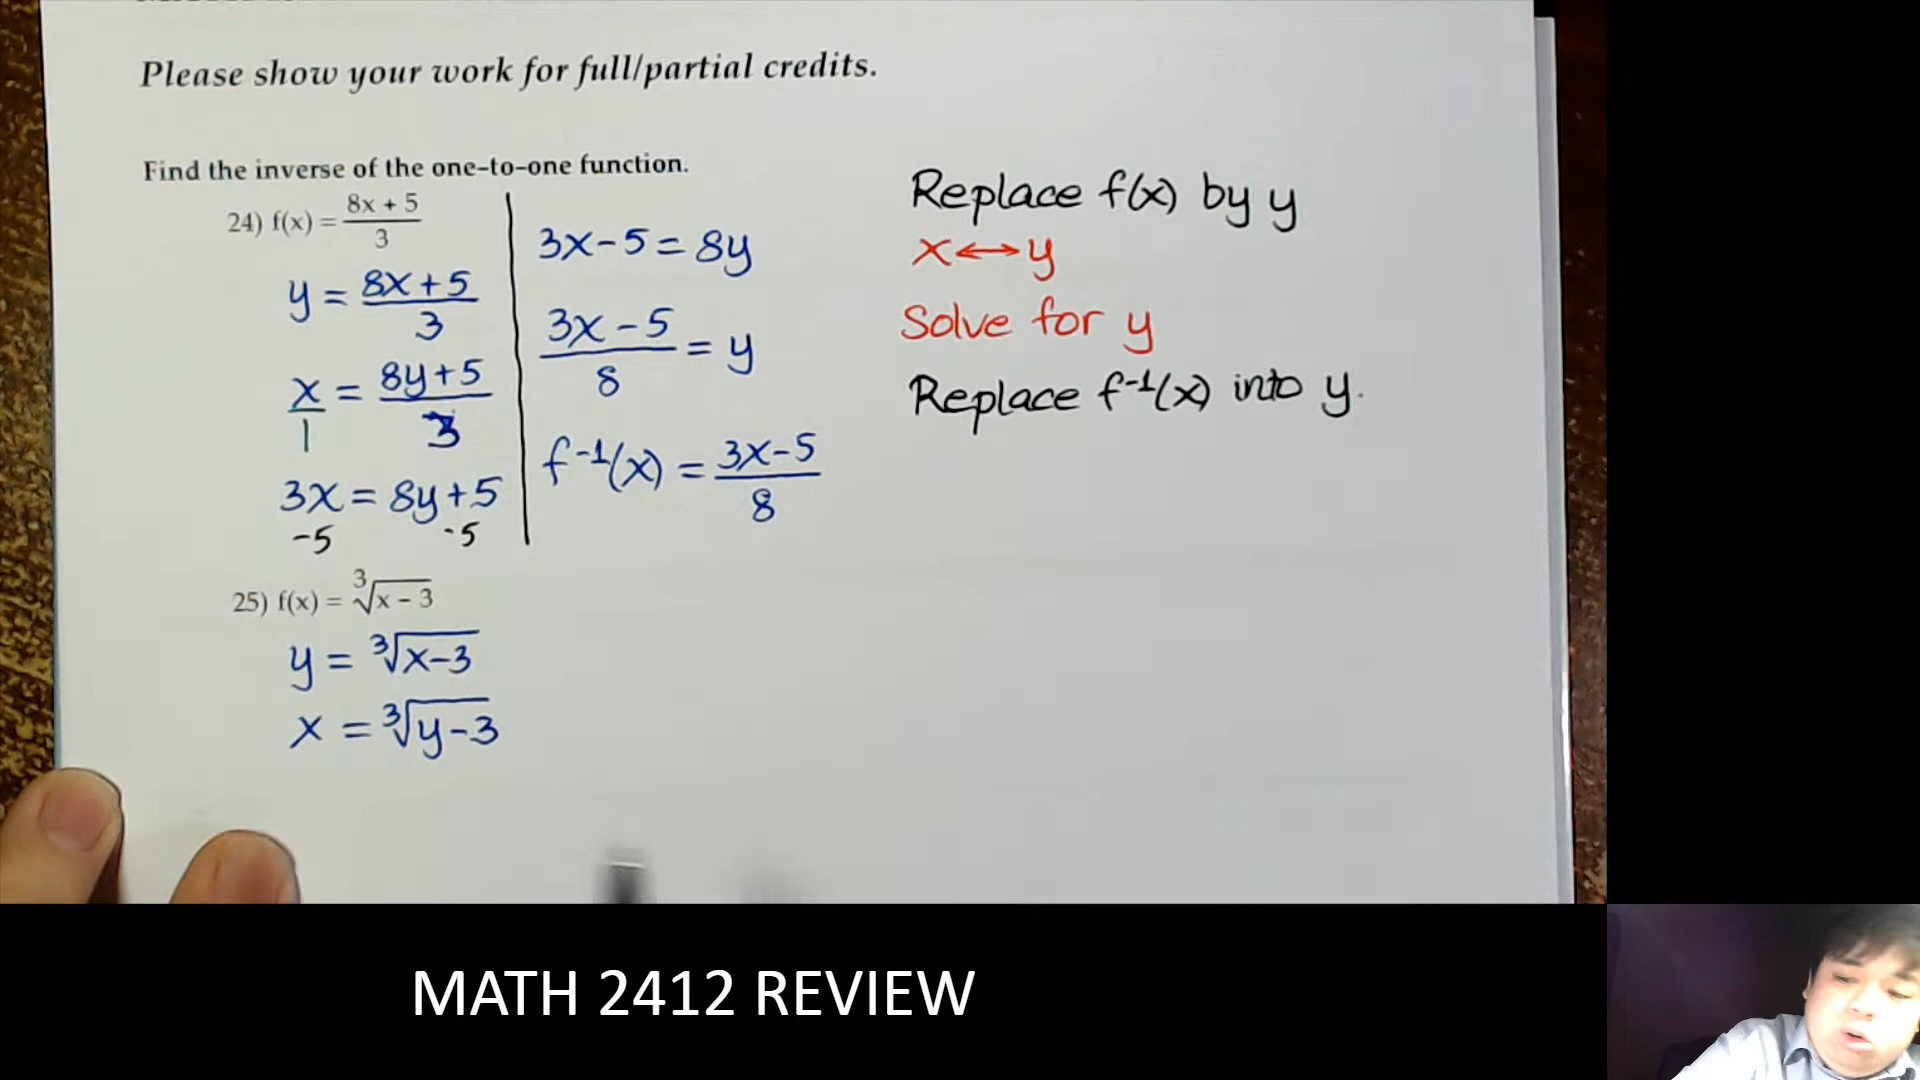 Please show your work for full/partial credits.
Find the inverse of the one-to-one function.
24) f(x) = (8x + 5)/3
y = (8x+5)/3
x/1 = (8y+5)/3
3x = 8y+5
-5 -5
3x-5 = 8y
(3x-5)/8 = y
f⁻¹(x) = (3x-5)/8
Replace f(x) by y
x↔y
Solve for y
Replace f⁻¹(x) into y.
25) f(x) = ∛(x - 3)
y = ∛(x-3)
x = ∛(y-3)
MATH 2412 REVIEW